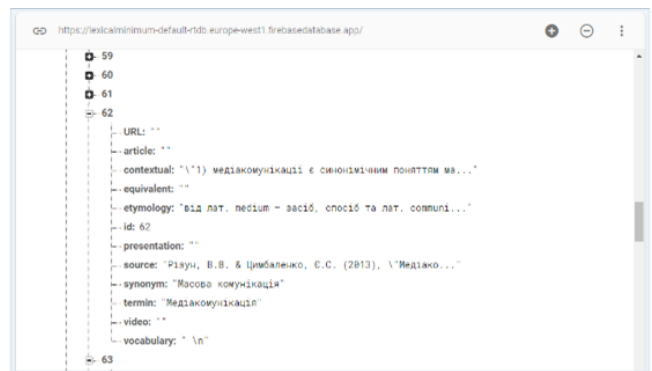 https://lexicalminimum-default-rtdb.europe-west1.firebasedatabase.app/
59
60
61
62
URL: ""
article: ""
contextual: "\"1) медіакомунікації є синонімічним поняттям ма..."
equivalent: ""
etymology: "від лат. medium – засіб, спосіб та лат. communi..."
id: 62
presentation: ""
source: "Різун, В.В. & Цимбаленко, Є.С. (2013), \"Медіако..."
synonym: "Масова комунікація"
termin: "Медіакомунікація"
video: ""
vocabulary: " \n"
63